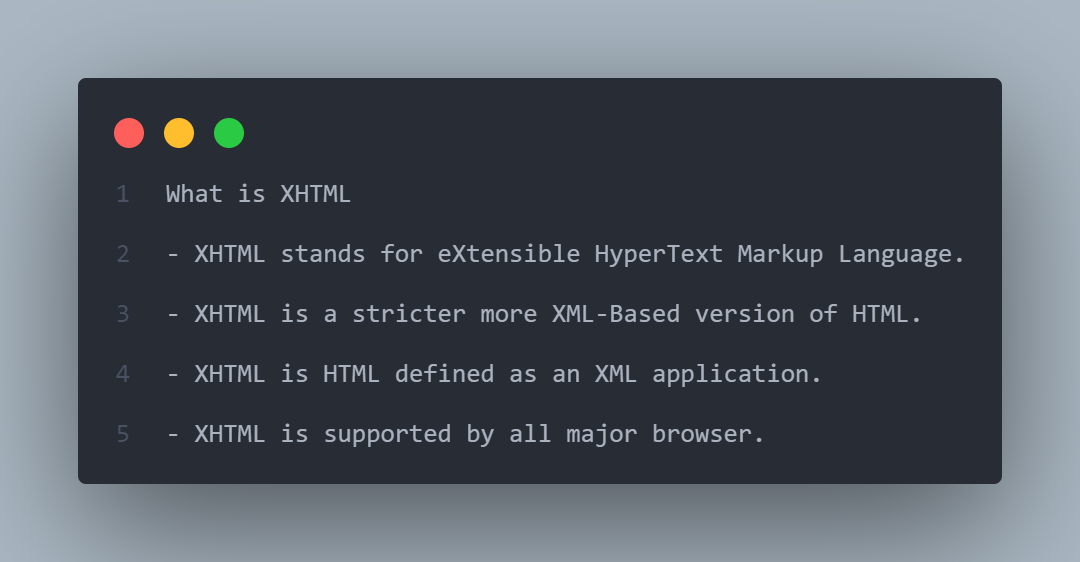 1 What is XHTML
2 - XHTML stands for eXtensible HyperText Markup Language.
3 - XHTML is a stricter more XML-Based version of HTML.
4 - XHTML is HTML defined as an XML application.
5 - XHTML is supported by all major browser.